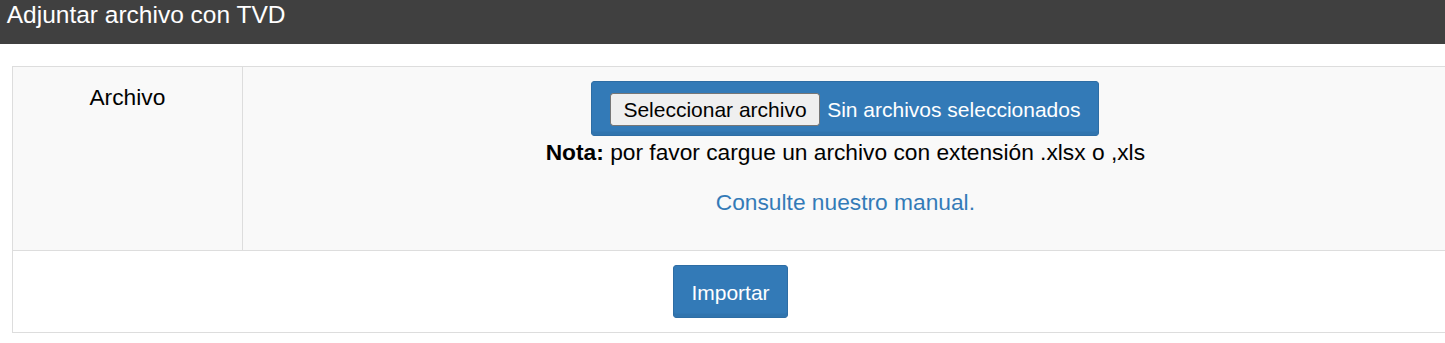 Adjuntar archivo con TVD
Archivo
Seleccionar archivo Sin archivos seleccionados
Nota: por favor cargue un archivo con extensión .xlsx o ,xls
Consulte nuestro manual.
Importar